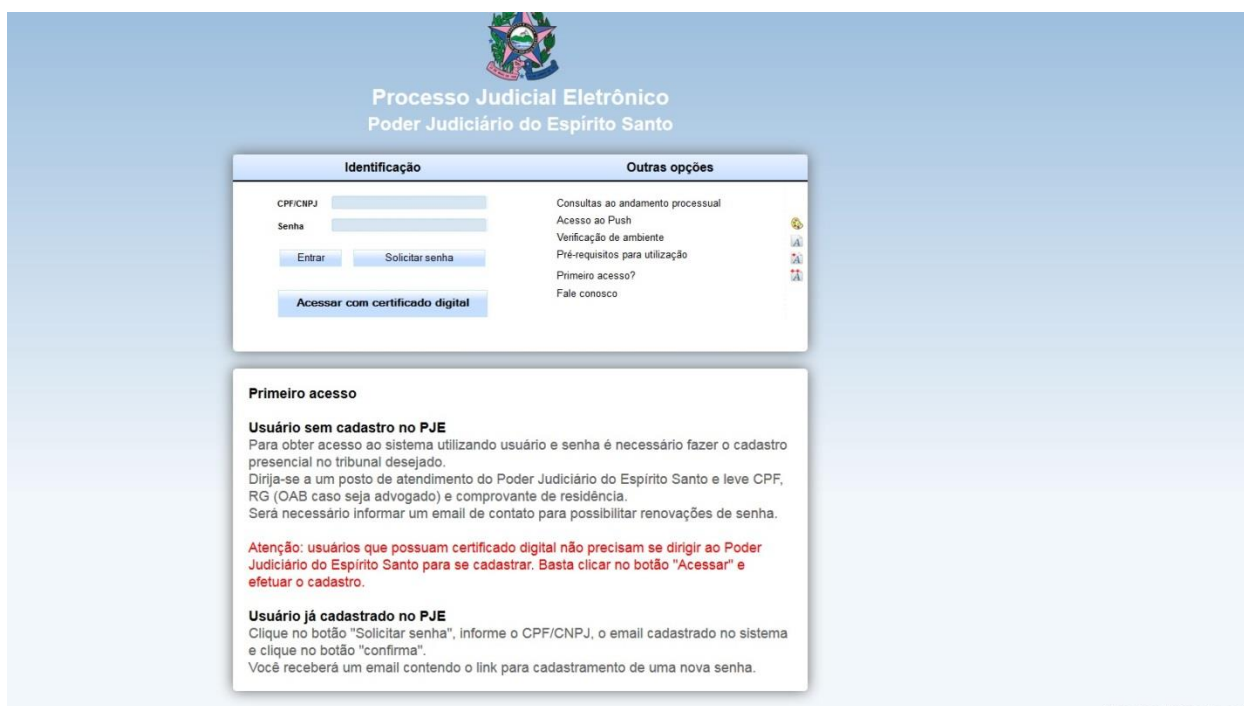 Processo Judicial Eletrônico
Poder Judiciário do Espírito Santo
Identificação
Outras opções
CPF/CNPJ
Senha
Entrar
Solicitar senha
Acessar com certificado digital
Consultas ao andamento processual
Acesso ao Push
Verificação de ambiente
Pré-requisitos para utilização
Primeiro acesso?
Fale conosco
Primeiro acesso
Usuário sem cadastro no PJE
Para obter acesso ao sistema utilizando usuário e senha é necessário fazer o cadastro
presencial no tribunal desejado.
Dirija-se a um posto de atendimento do Poder Judiciário do Espírito Santo e leve CPF,
RG (OAB caso seja advogado) e comprovante de residência.
Será necessário informar um email de contato para possibilitar renovações de senha.
Atenção: usuários que possuam certificado digital não precisam se dirigir ao Poder
Judiciário do Espírito Santo para se cadastrar. Basta clicar no botão "Acessar" e
efetuar o cadastro.
Usuário já cadastrado no PJE
Clique no botão "Solicitar senha", informe o CPF/CNPJ, o email cadastrado no sistema
e clique no botão "confirma".
Você receberá um email contendo o link para cadastramento de uma nova senha.